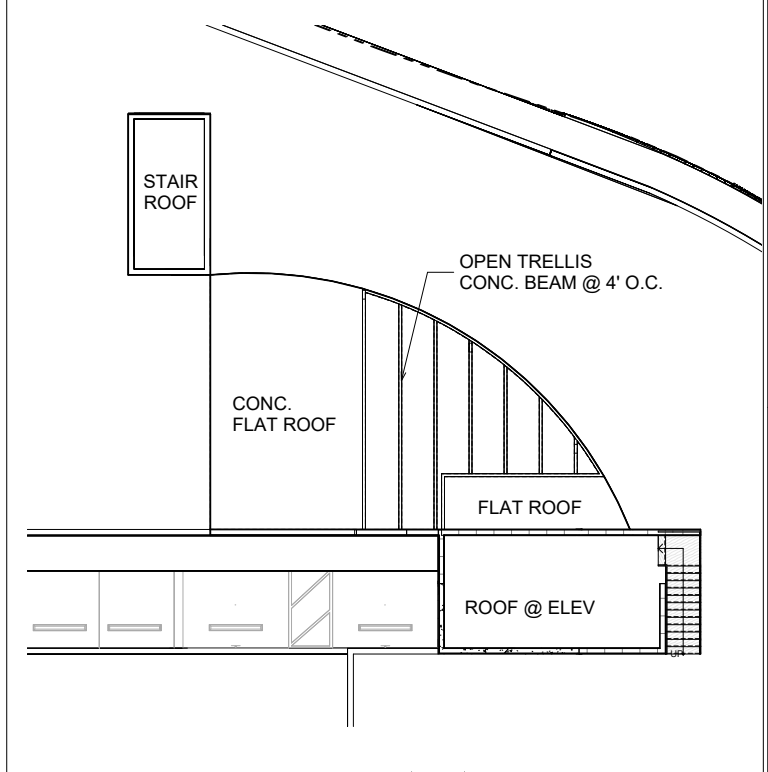 STAIR
ROOF
OPEN TRELLIS
CONC. BEAM @ 4' O.C.
CONC.
FLAT ROOF
FLAT ROOF
ROOF @ ELEV
UP